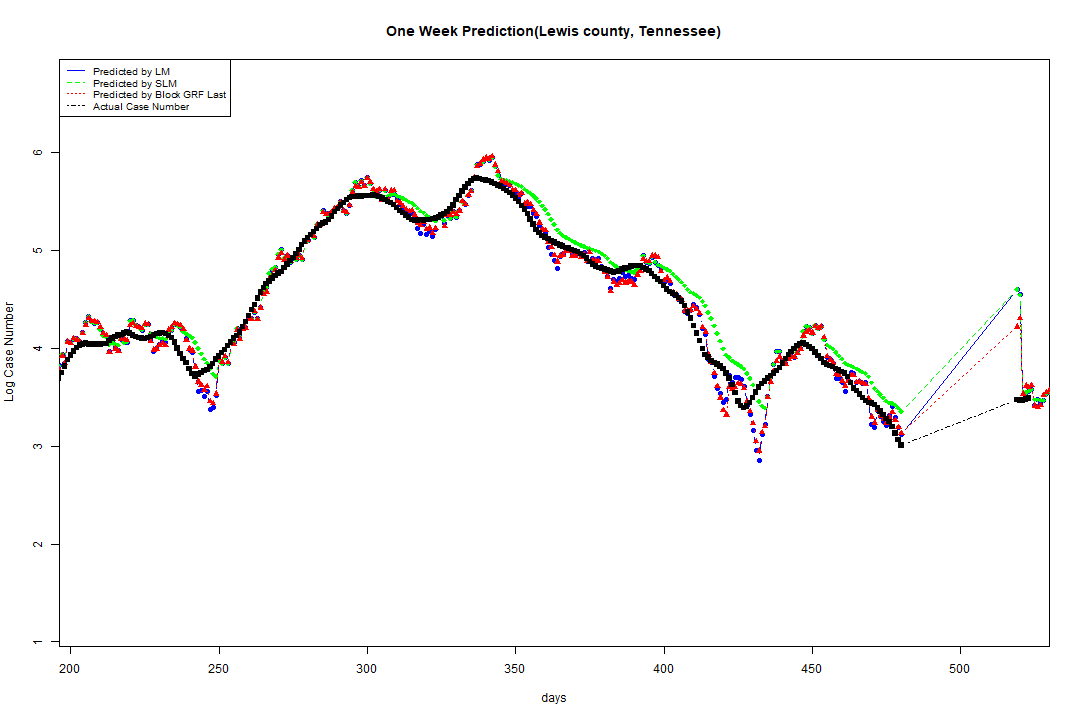 One Week Prediction(Lewis county, Tennessee)
Predicted by LM
Predicted by SLM
Predicted by Block GRF Last
Actual Case Number
Log Case Number
6
5
4
3
2
1
200 250 300 350 400 450 500
days